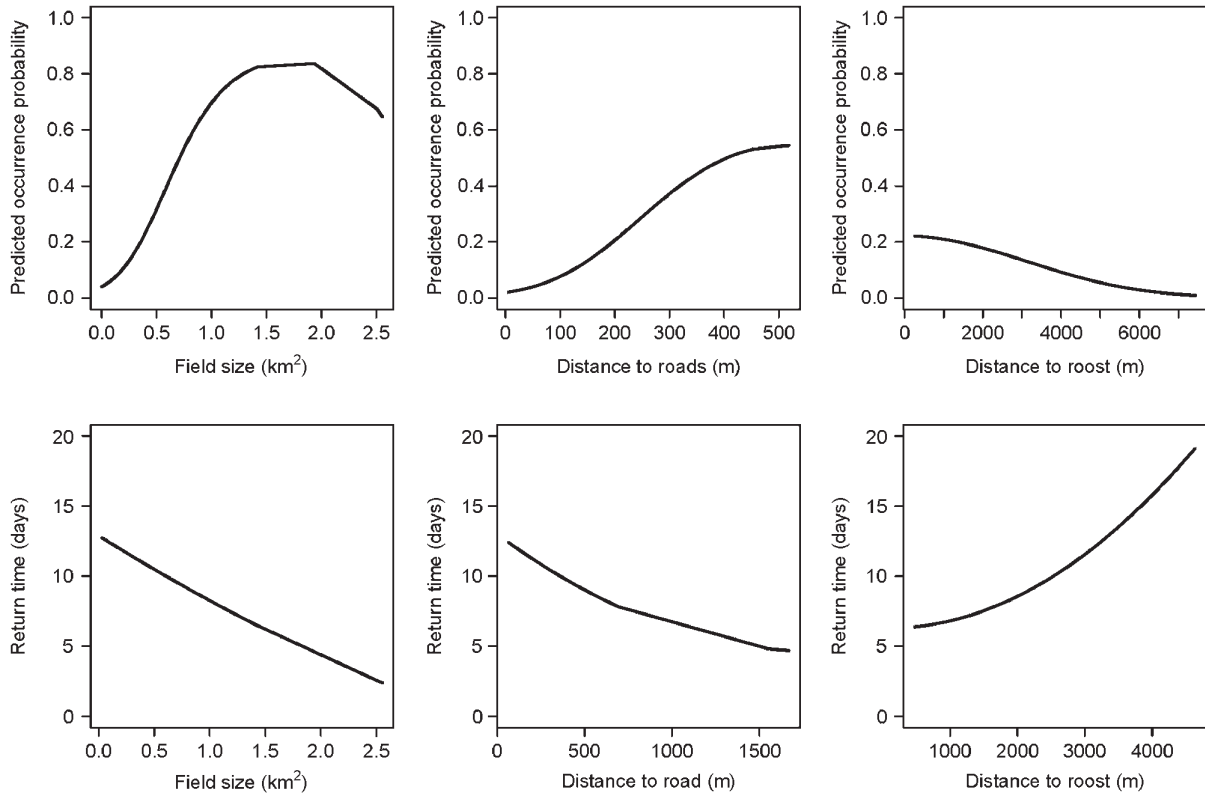 Predicted occurrence probability
1.0
0.8
0.6
0.4
0.2
0.0
0.0 0.5 1.0 1.5 2.0 2.5
Field size (km²)
Predicted occurrence probability
1.0
0.8
0.6
0.4
0.2
0.0
0 100 200 300 400 500
Distance to roads (m)
Predicted occurrence probability
1.0
0.8
0.6
0.4
0.2
0.0
0 2000 4000 6000
Distance to roost (m)
Return time (days)
20
15
10
5
0
0.0 0.5 1.0 1.5 2.0 2.5
Field size (km²)
Return time (days)
20
15
10
5
0
0 500 1000 1500
Distance to road (m)
Return time (days)
20
15
10
5
0
1000 2000 3000 4000
Distance to roost (m)